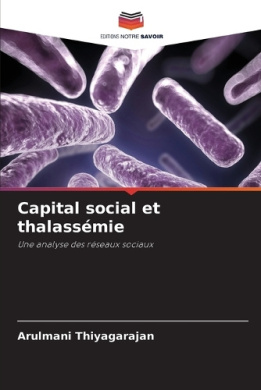 EDITIONS NOTRE SAVOIR
Capital social et
thalassémie
Une analyse des réseaux sociaux
Arulmani Thiyagarajan